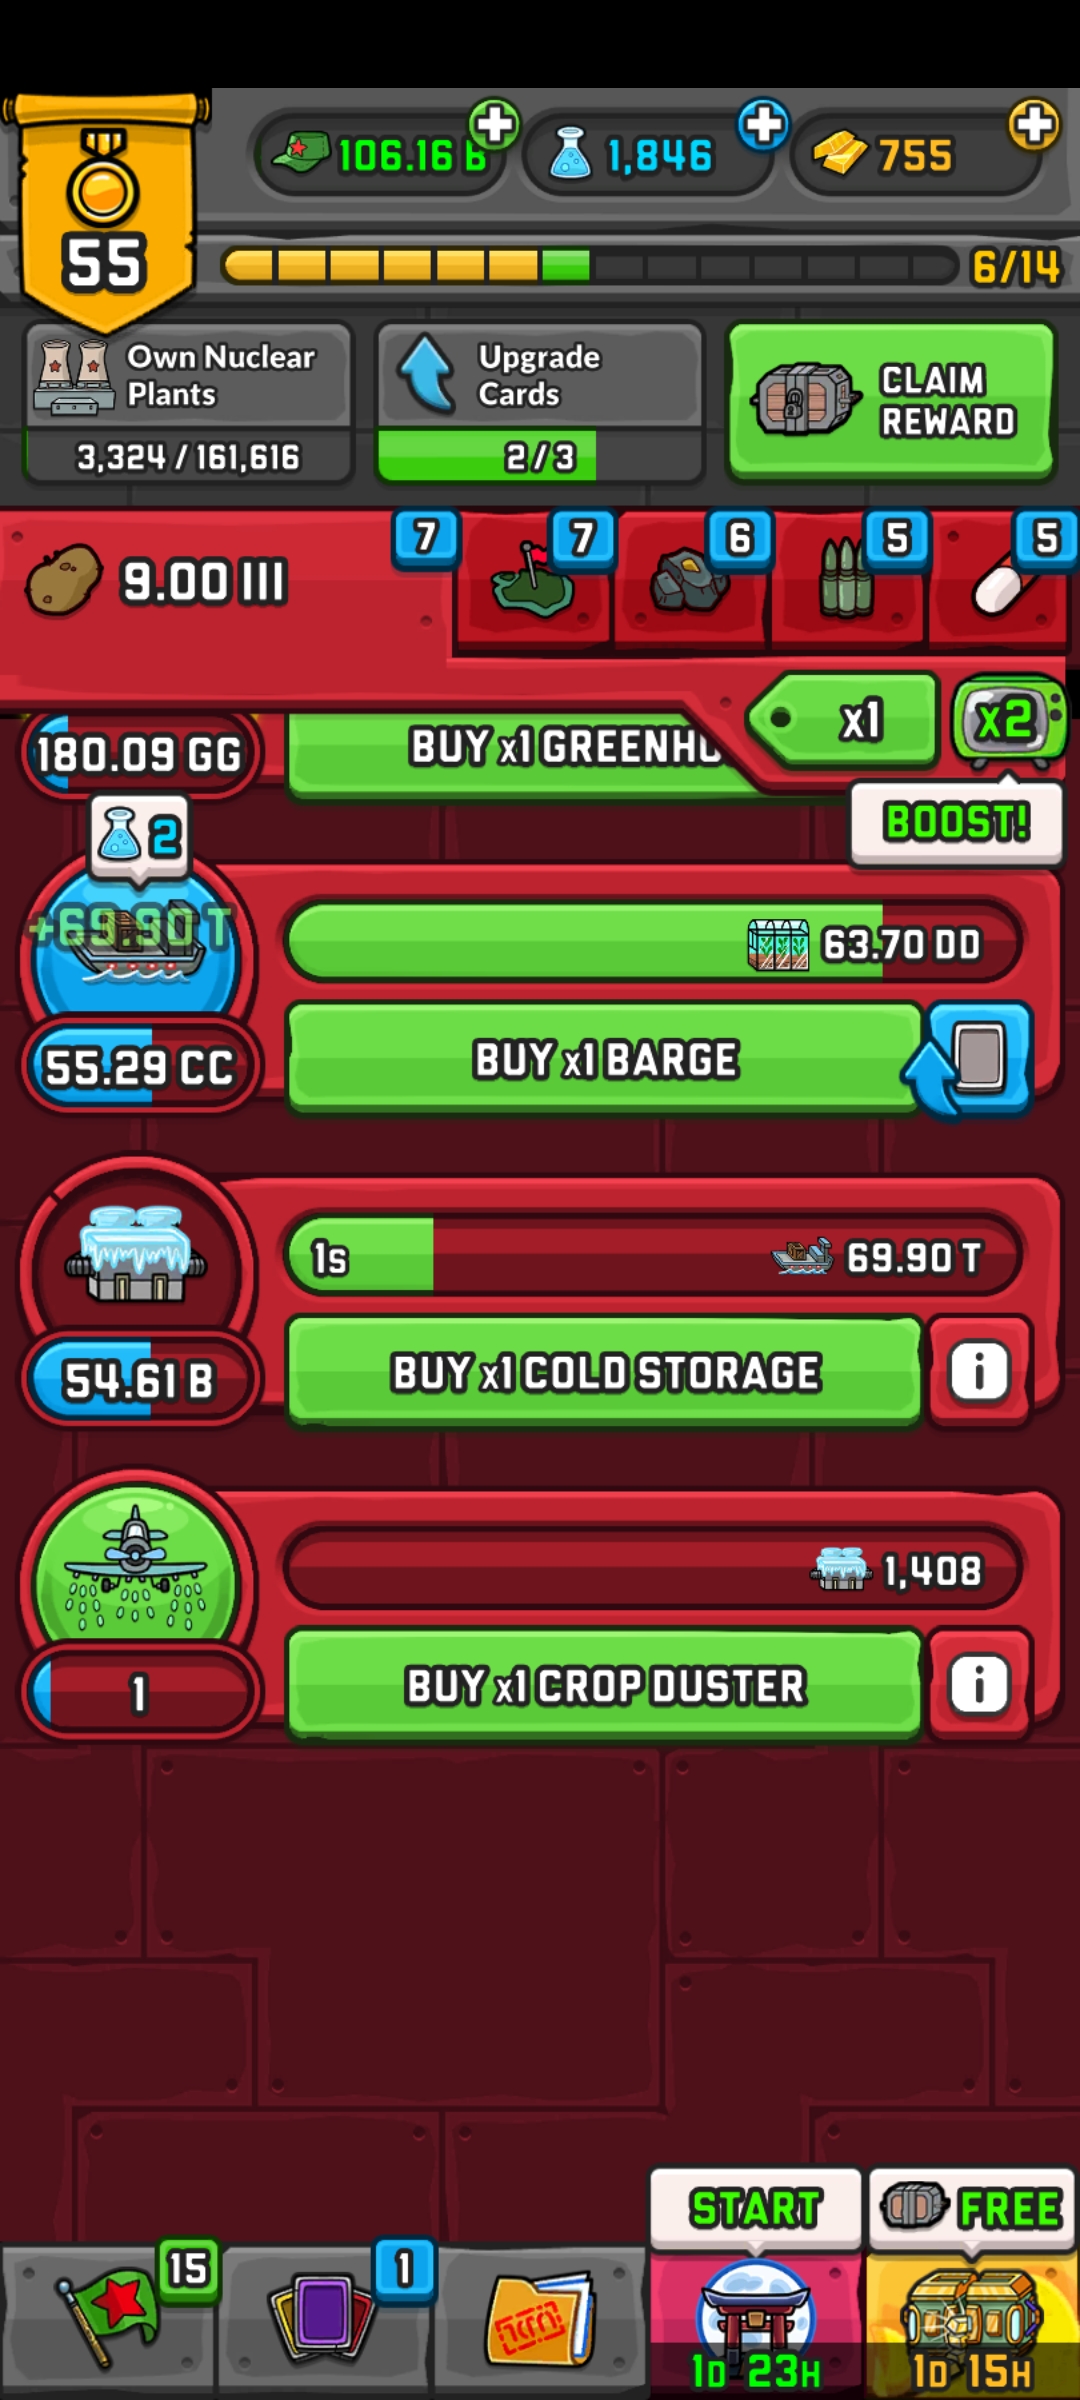 106.16 B
1,846
755
55
6/14
Own Nuclear
Plants
3,324 / 161,616
Upgrade
Cards
2 / 3
CLAIM
REWARD
9.00 III
7
7
6
5
5
x1
x2
BOOST!
180.09 GG
BUY x1 GREENHO
2
+69.90 T
63.70 DD
55.29 CC
BUY x1 BARGE
1s
69.90 T
54.61 B
BUY x1 COLD STORAGE
i
1,408
1
BUY x1 CROP DUSTER
i
START
FREE
15
1
1D 23H
1D 15H